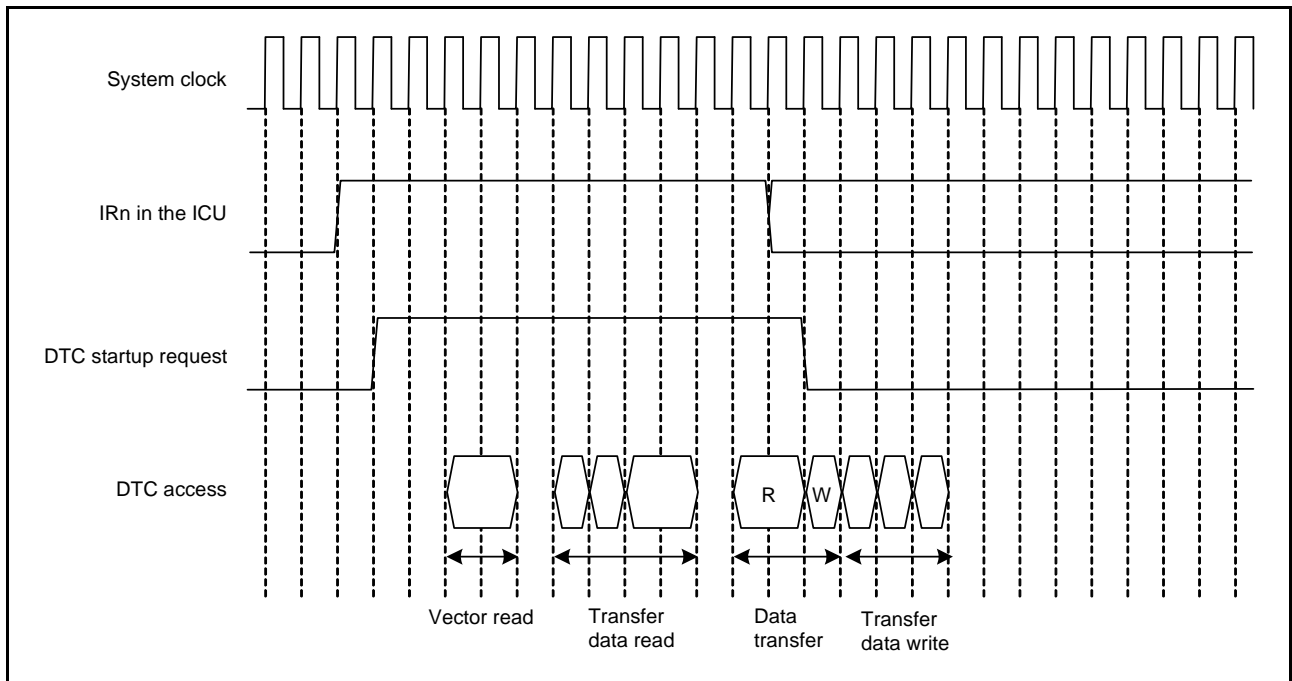 System clock
IRn in the ICU
DTC startup request
DTC access
R
W
Vector read
Transfer
data read
Data
transfer
Transfer
data write